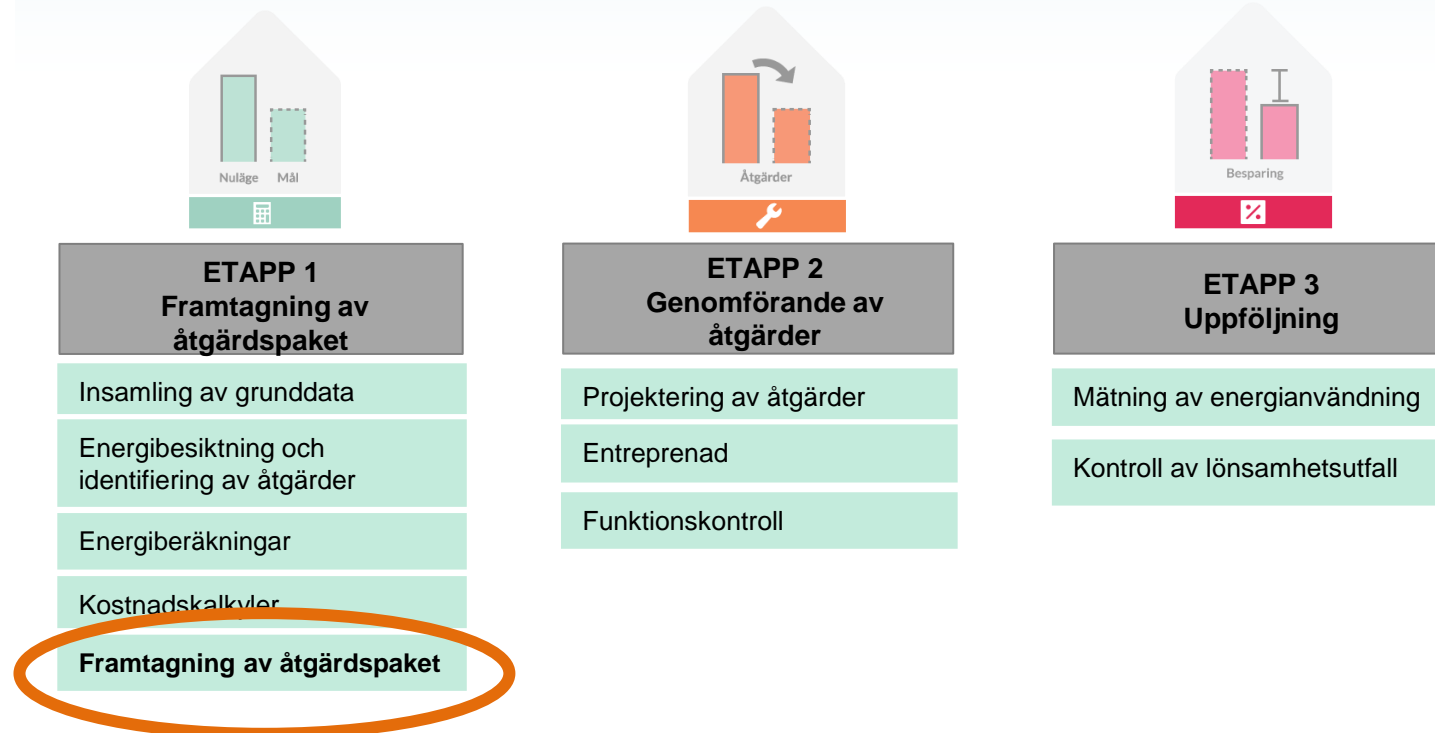 Nuläge Mål
ETAPP 1
Framtagning av
åtgärdspaket
Insamling av grunddata
Energibesiktning och
identifiering av åtgärder
Energiberäkningar
Kostnadskalkyler
Framtagning av åtgärdspaket
Åtgärder
ETAPP 2
Genomförande av
åtgärder
Projektering av åtgärder
Entreprenad
Funktionskontroll
Besparing
ETAPP 3
Uppföljning
Mätning av energianvändning
Kontroll av lönsamhetsutfall